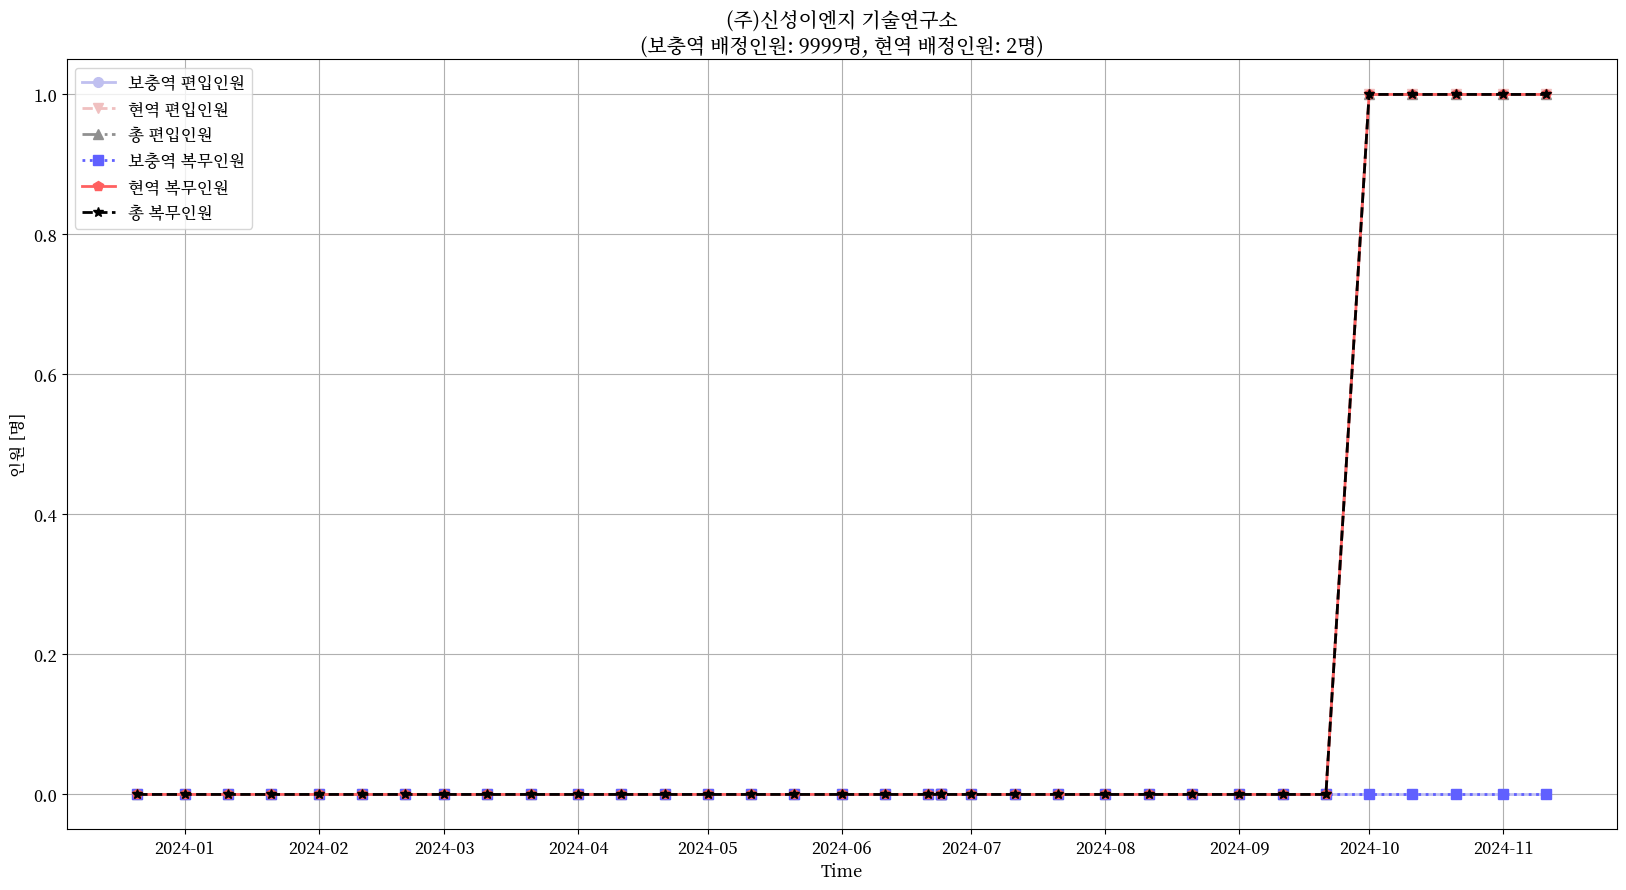 (주)신성이엔지 기술연구소
(보충역 배정인원: 9999명, 현역 배정인원: 2명)
보충역 편입인원
현역 편입인원
총 편입인원
보충역 복무인원
현역 복무인원
총 복무인원
1.0
0.8
0.6
0.4
0.2
0.0
인원 [명]
2024-01
2024-02
2024-03
2024-04
2024-05
2024-06
2024-07
2024-08
2024-09
2024-10
2024-11
Time